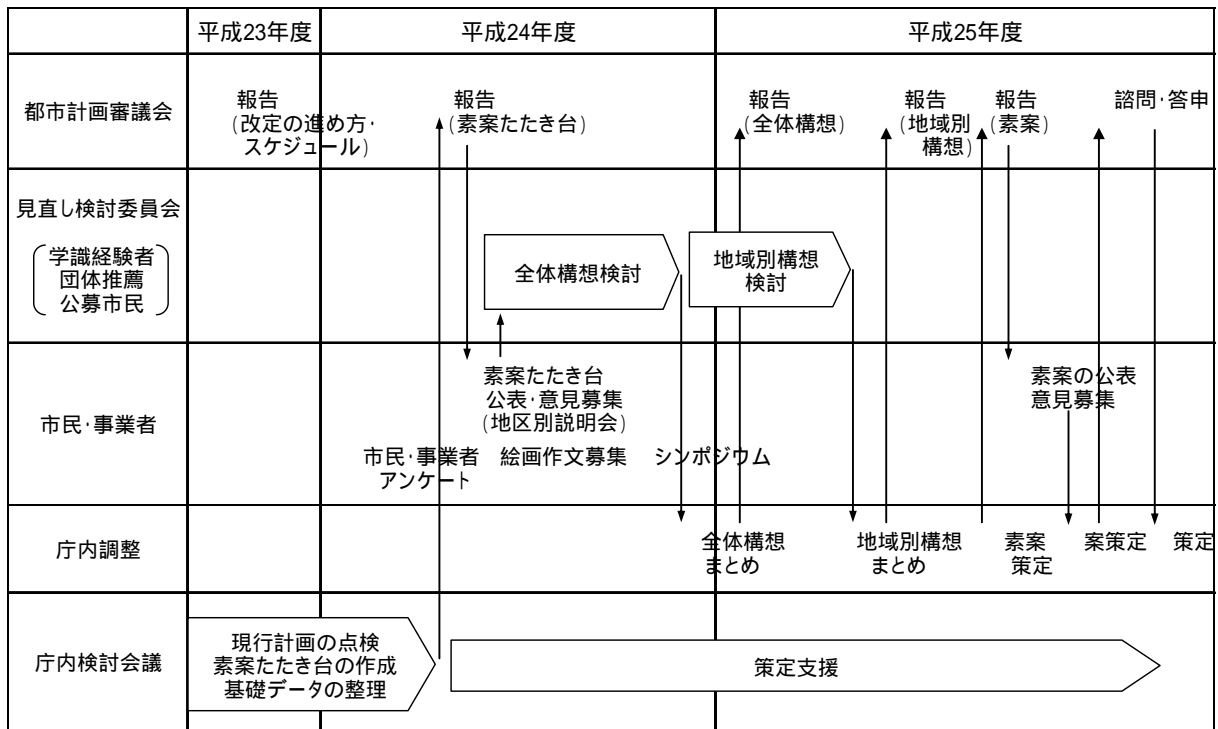 平成23年度
平成24年度
平成25年度
都市計画審議会
報告
(改定の進め方・
スケジュール)
報告
(素案たたき台)
報告
(全体構想)
報告
(地域別
構想)
報告
(素案)
諮問・答申
見直し検討委員会
学識経験者
団体推薦
公募市民
全体構想検討
地域別構想
検討
市民・事業者
素案たたき台
公表・意見募集
(地区別説明会)
市民・事業者
アンケート
絵画作文募集
シンポジウム
素案の公表
意見募集
庁内調整
全体構想
まとめ
地域別構想
まとめ
素案
策定
案策定
策定
庁内検討会議
現行計画の点検
素案たたき台の作成
基礎データの整理
策定支援